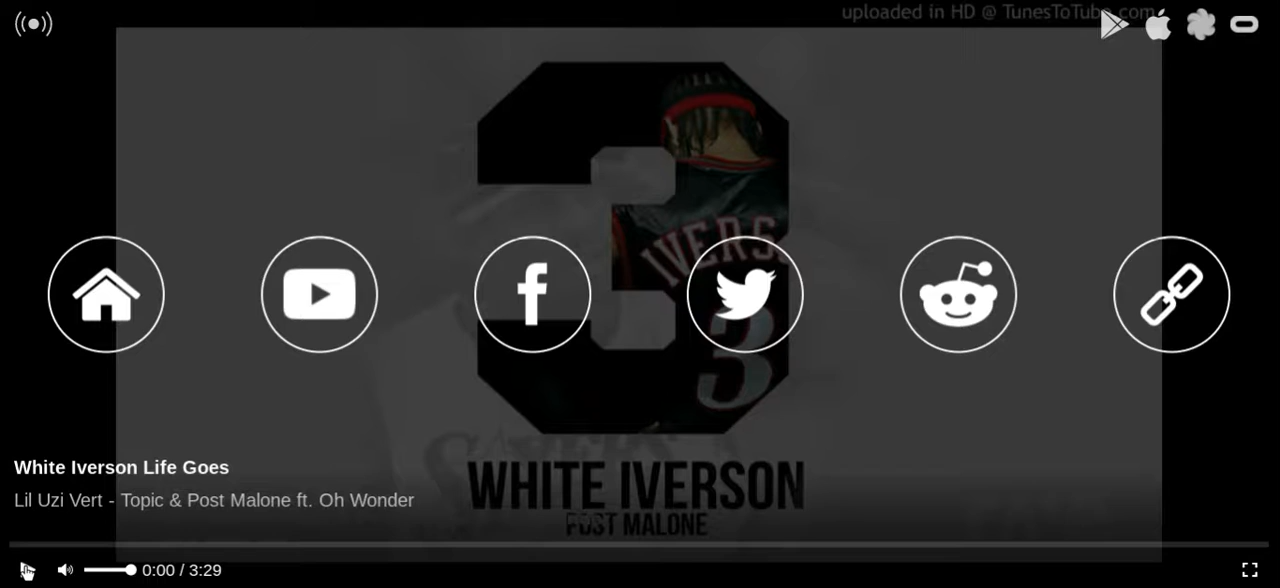 uploaded in HD @ TunesToTube.com
IVERS
3
WHITE IVERSON
POST MALONE
White Iverson Life Goes
Lil Uzi Vert - Topic & Post Malone ft. Oh Wonder
0:00 / 3:29